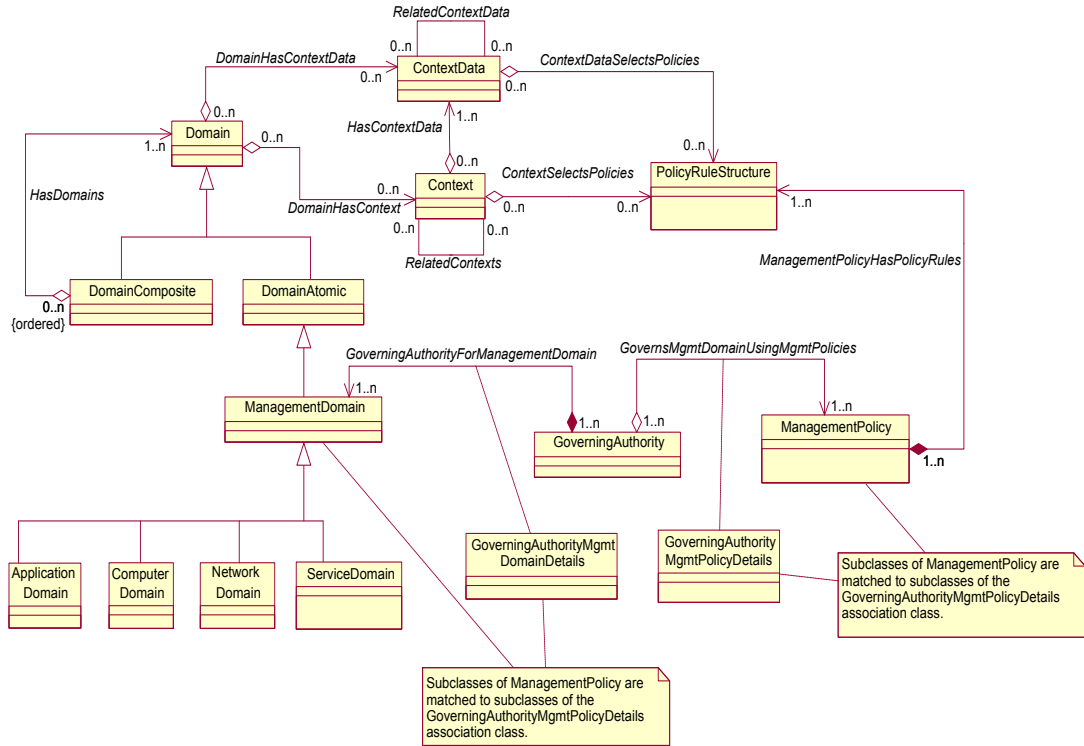 RelatedContextData
0..n
0..n
DomainHasContextData
0..n
ContextData
0..n
0..n
ContextDataSelectsPolicies
0..n
Domain
1..n
0..n
1..n
HasContextData
0..n
0..n
PolicyRuleStructure
HasDomains
0..n
Context
ContextSelectsPolicies
DomainHasContext
0..n
0..n
1..n
0..n
0..n
RelatedContexts
ManagementPolicyHasPolicyRules
DomainComposite
DomainAtomic
0..n
{ordered}
GoverningAuthorityForManagementDomain
GovernsMgmtDomainUsingMgmtPolicies
1..n
1..n
ManagementDomain
1..n
1..n
GoverningAuthority
ManagementPolicy
1..n
Application
Domain
Computer
Domain
Network
Domain
ServiceDomain
GoverningAuthorityMgmt
DomainDetails
GoverningAuthority
MgmtPolicyDetails
Subclasses of ManagementPolicy are
matched to subclasses of the
GoverningAuthorityMgmtPolicyDetails
association class.
Subclasses of ManagementPolicy are
matched to subclasses of the
GoverningAuthorityMgmtPolicyDetails
association class.